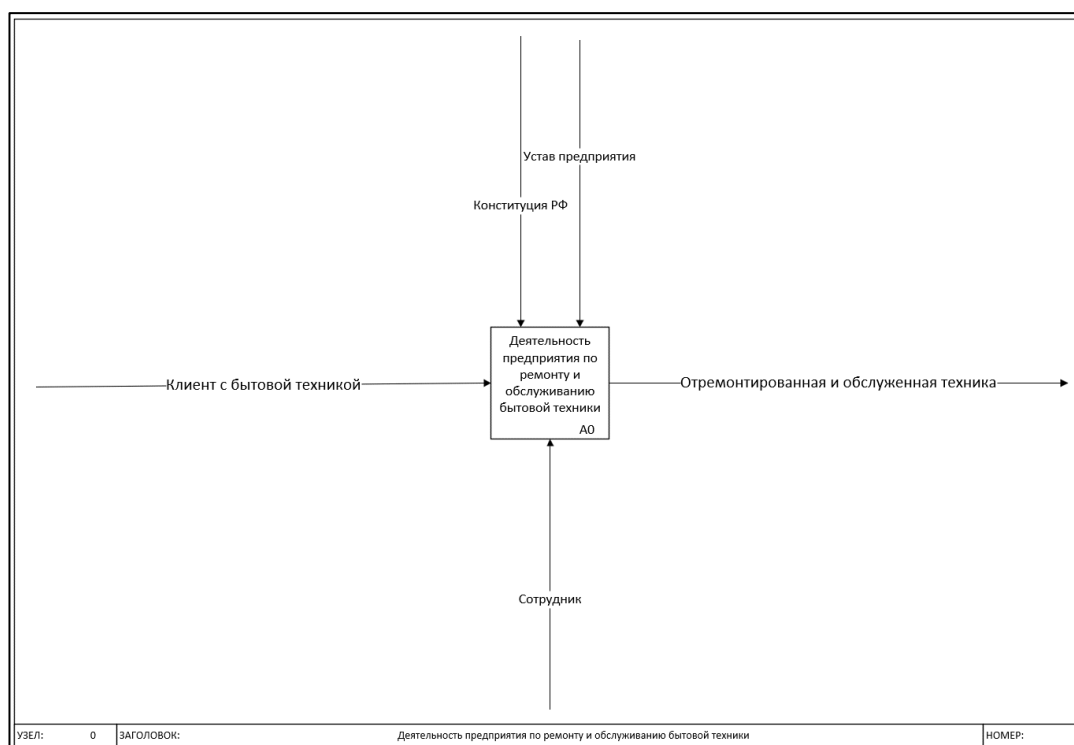 Устав предприятия
Конституция РФ
Деятельность
предприятия по
ремонту и
обслуживанию
бытовой техники
A0
Клиент с бытовой техникой
Отремонтированная и обслуженная техника
Сотрудник
УЗЕЛ: 0 ЗАГОЛОВОК: Деятельность предприятия по ремонту и обслуживанию бытовой техники НОМЕР: